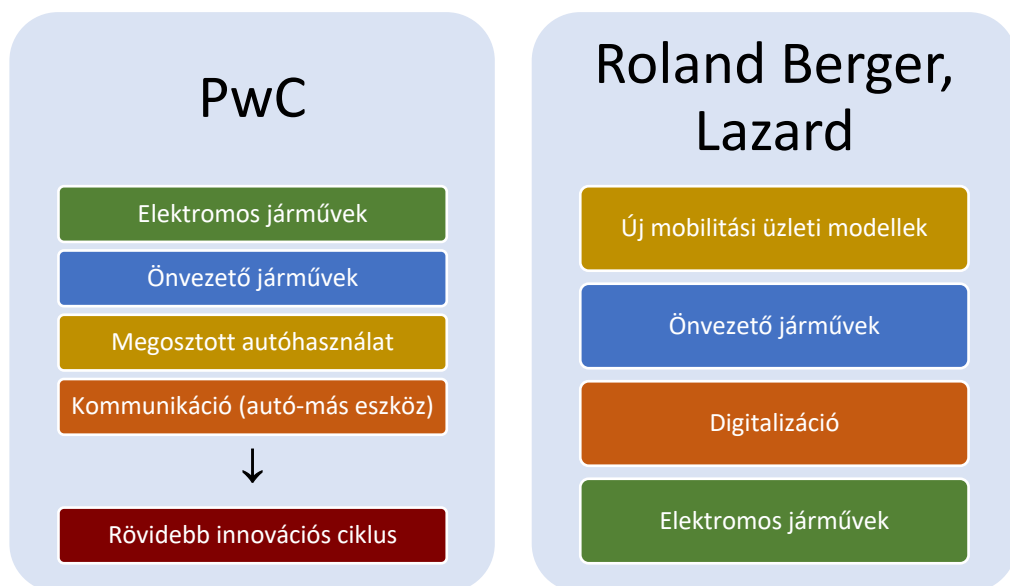 PwC
Elektromos járművek
Önvezető járművek
Megosztott autóhasználat
Kommunikáció (autó-más eszköz)
↓
Rövidebb innovációs ciklus
Roland Berger,
Lazard
Új mobilitási üzleti modellek
Önvezető járművek
Digitalizáció
Elektromos járművek